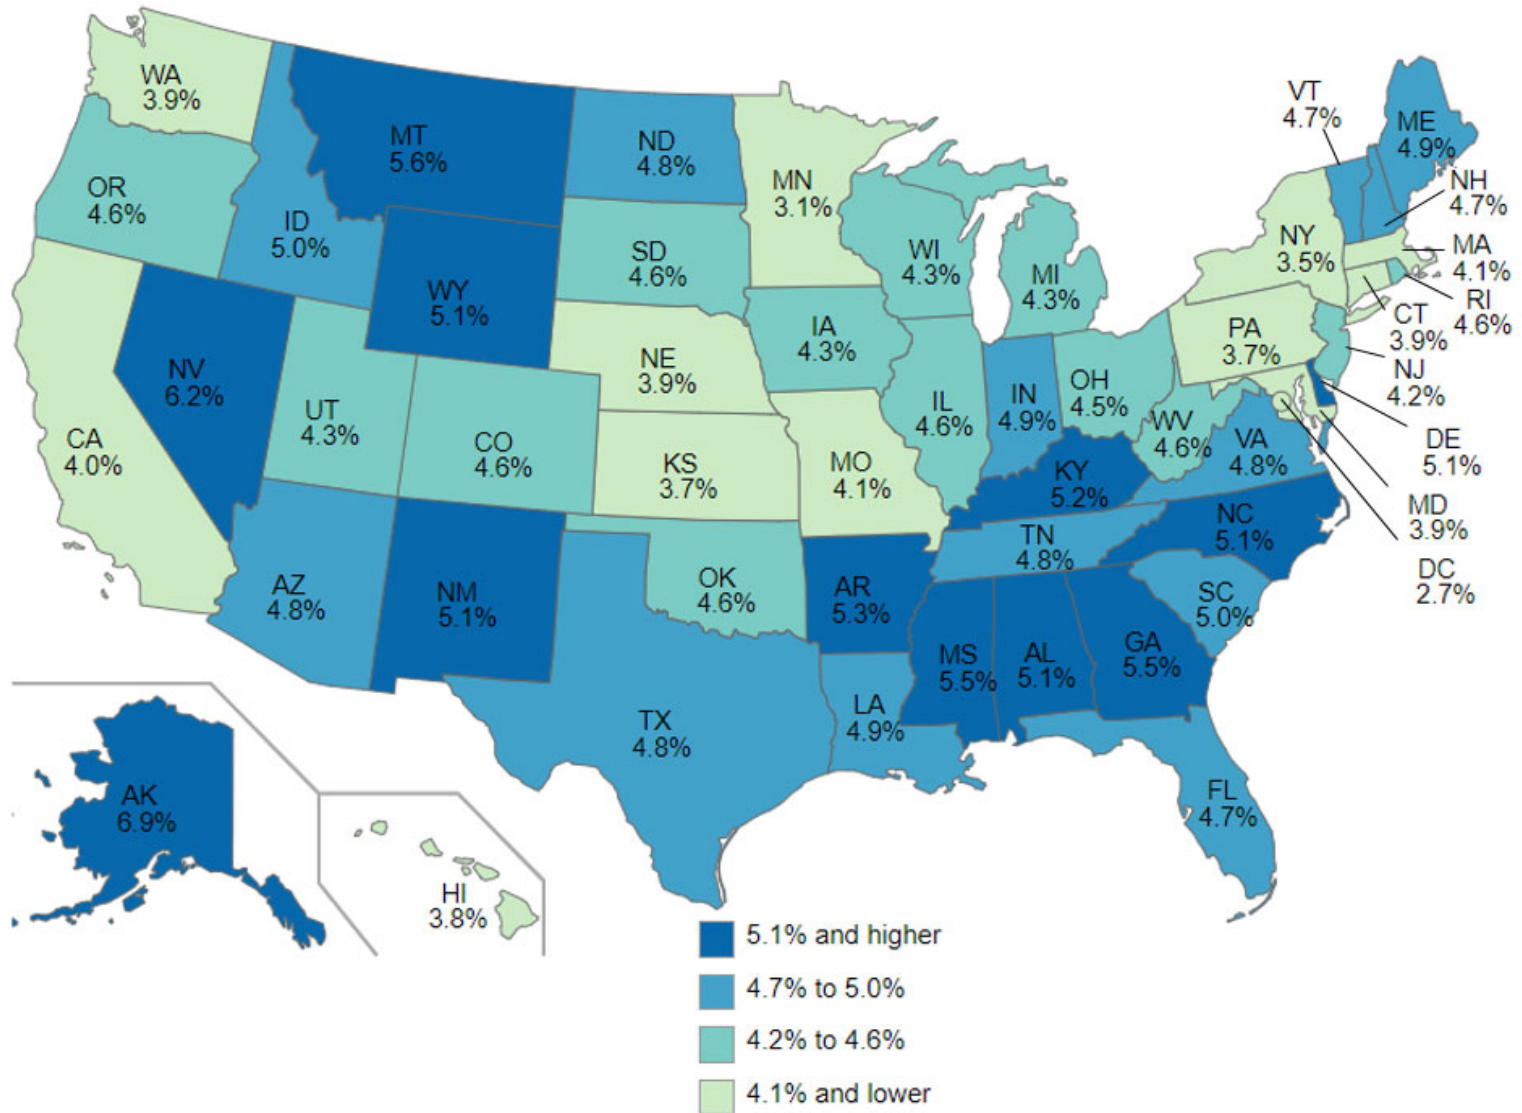 WA
3.9%
MT
5.6%
ND
4.8%
MN
3.1%
VT
4.7%
ME
4.9%
NH
4.7%
OR
4.6%
ID
5.0%
SD
4.6%
WI
4.3%
MI
4.3%
NY
3.5%
MA
4.1%
RI
4.6%
CT
3.9%
WY
5.1%
IA
4.3%
PA
3.7%
NJ
4.2%
NV
6.2%
NE
3.9%
UT
4.3%
CO
4.6%
IL
4.6%
IN
4.9%
OH
4.5%
WV
4.6%
VA
4.8%
DE
5.1%
CA
4.0%
KS
3.7%
MO
4.1%
KY
5.2%
MD
3.9%
NC
5.1%
TN
4.8%
DC
2.7%
AZ
4.8%
NM
5.1%
OK
4.6%
AR
5.3%
SC
5.0%
MS
5.5%
AL
5.1%
GA
5.5%
TX
4.8%
LA
4.9%
AK
6.9%
FL
4.7%
HI
3.8%
5.1% and higher
4.7% to 5.0%
4.2% to 4.6%
4.1% and lower